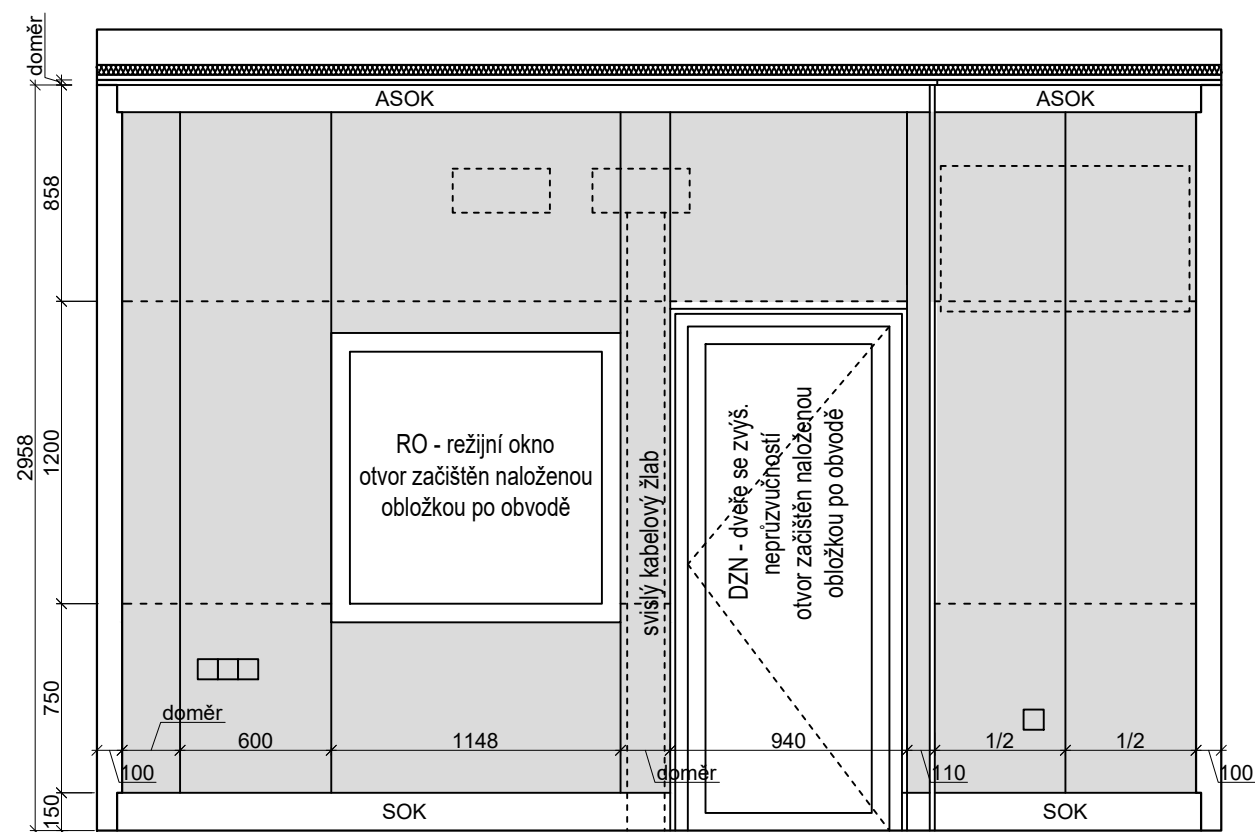 doměr
ASOK
ASOK
858
2958
1200
RO - režijní okno
otvor začištěn naloženou
obložkou po obvodě
svislý kabelový žlab
DZN - dveře se zvýš.
neprůzvučností
otvor začištěn naloženou
obložkou po obvodě
750
doměr
600
1148
940
1/2
1/2
100
doměr
110
100
150
SOK
SOK